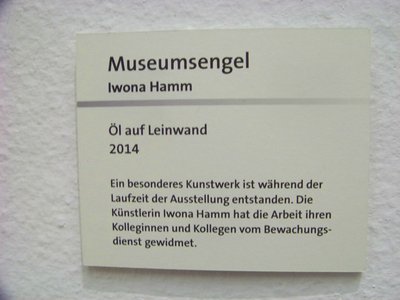 Museumsengel
Iwona Hamm
Öl auf Leinwand
2014
Ein besonderes Kunstwerk ist während der
Laufzeit der Ausstellung entstanden. Die
Künstlerin Iwona Hamm hat die Arbeit ihren
Kolleginnen und Kollegen vom Bewachungs-
dienst gewidmet.